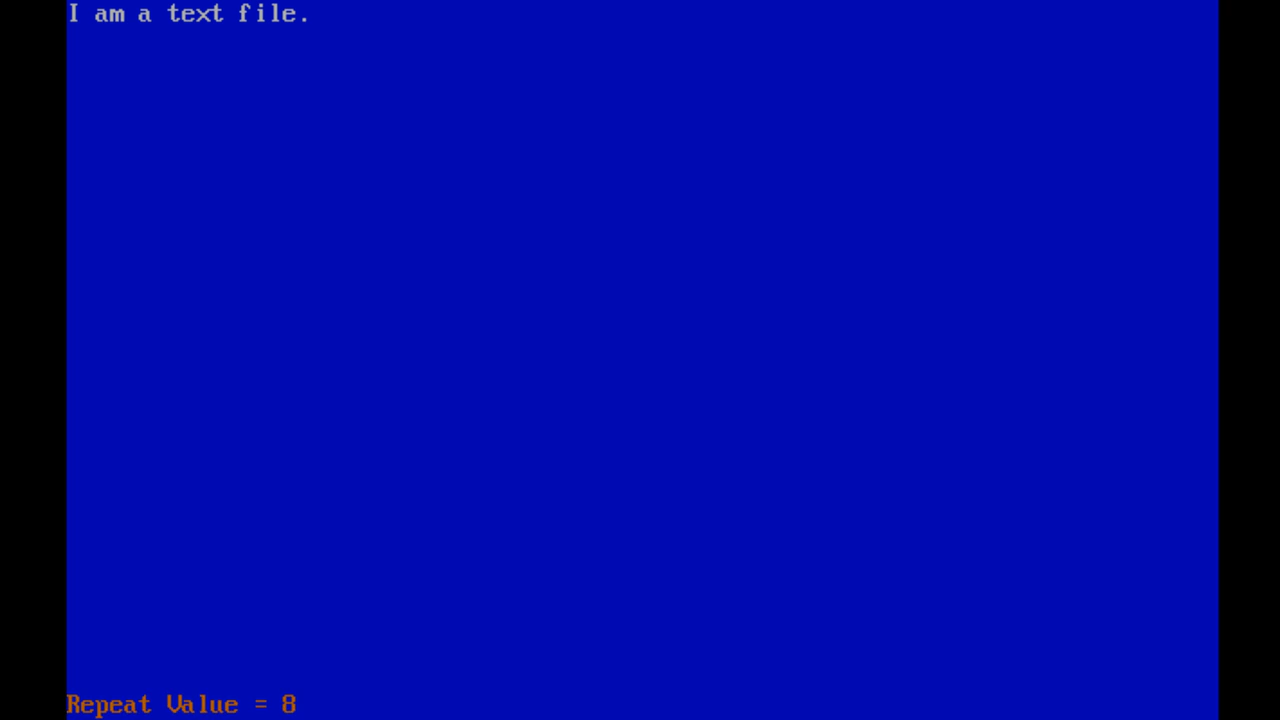 I am a text file.
Repeat Value = 8